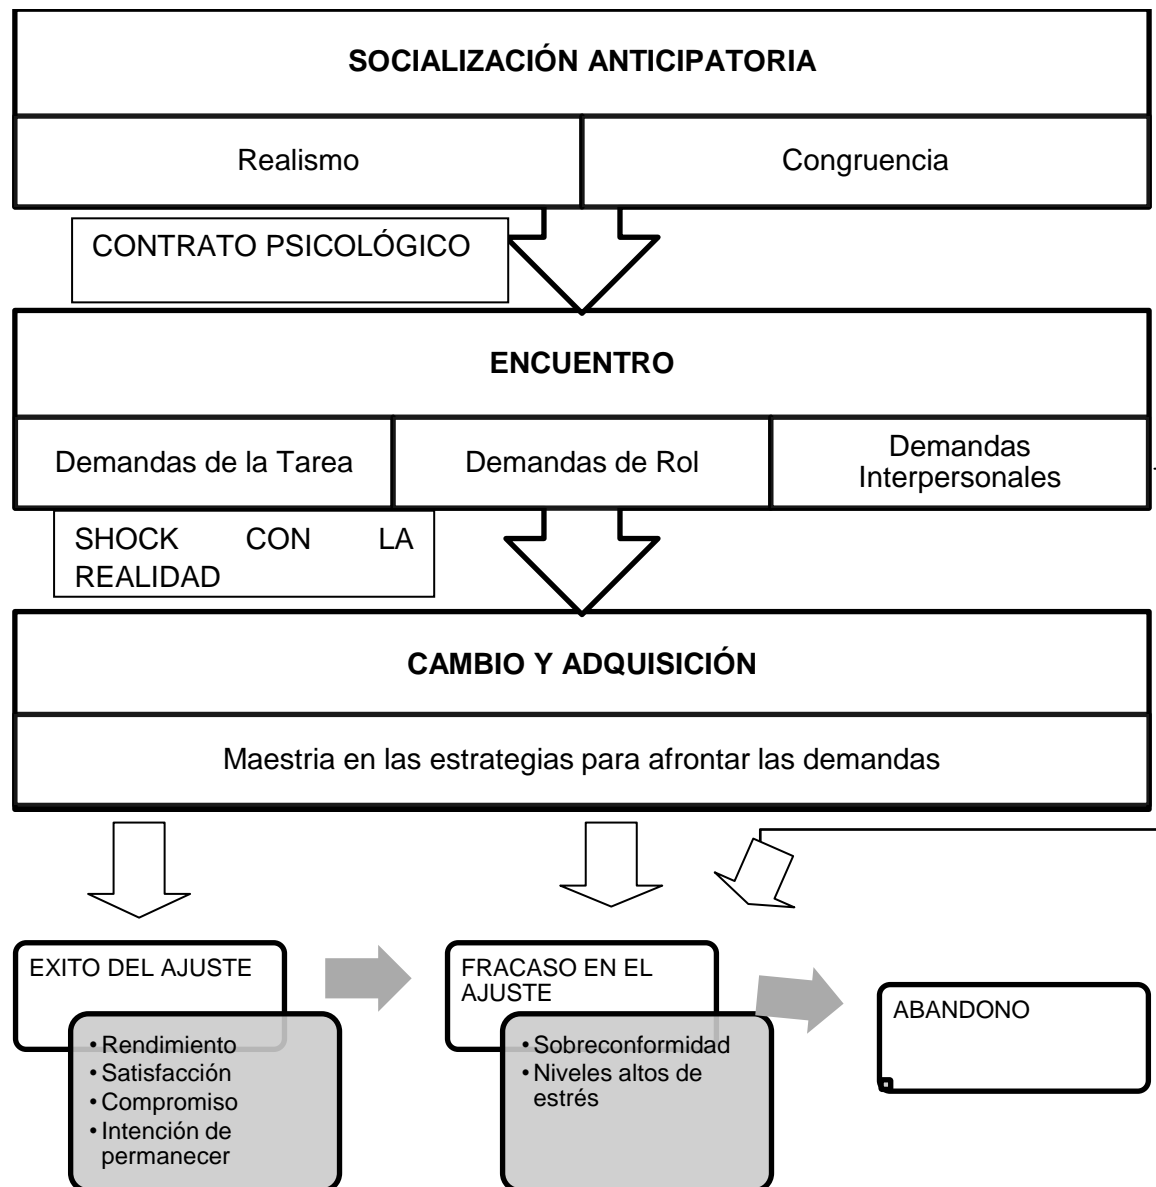 SOCIALIZACIÓN ANTICIPATORIA
Realismo
Congruencia
CONTRATO PSICOLÓGICO
ENCUENTRO
Demandas de la Tarea
Demandas de Rol
Demandas
Interpersonales
SHOCK CON LA
REALIDAD
CAMBIO Y ADQUISICIÓN
Maestria en las estrategias para afrontar las demandas
EXITO DEL AJUSTE
• Rendimiento
• Satisfacción
• Compromiso
• Intención de
permanecer
FRACASO EN EL
AJUSTE
• Sobreconformidad
• Niveles altos de
estrés
ABANDONO